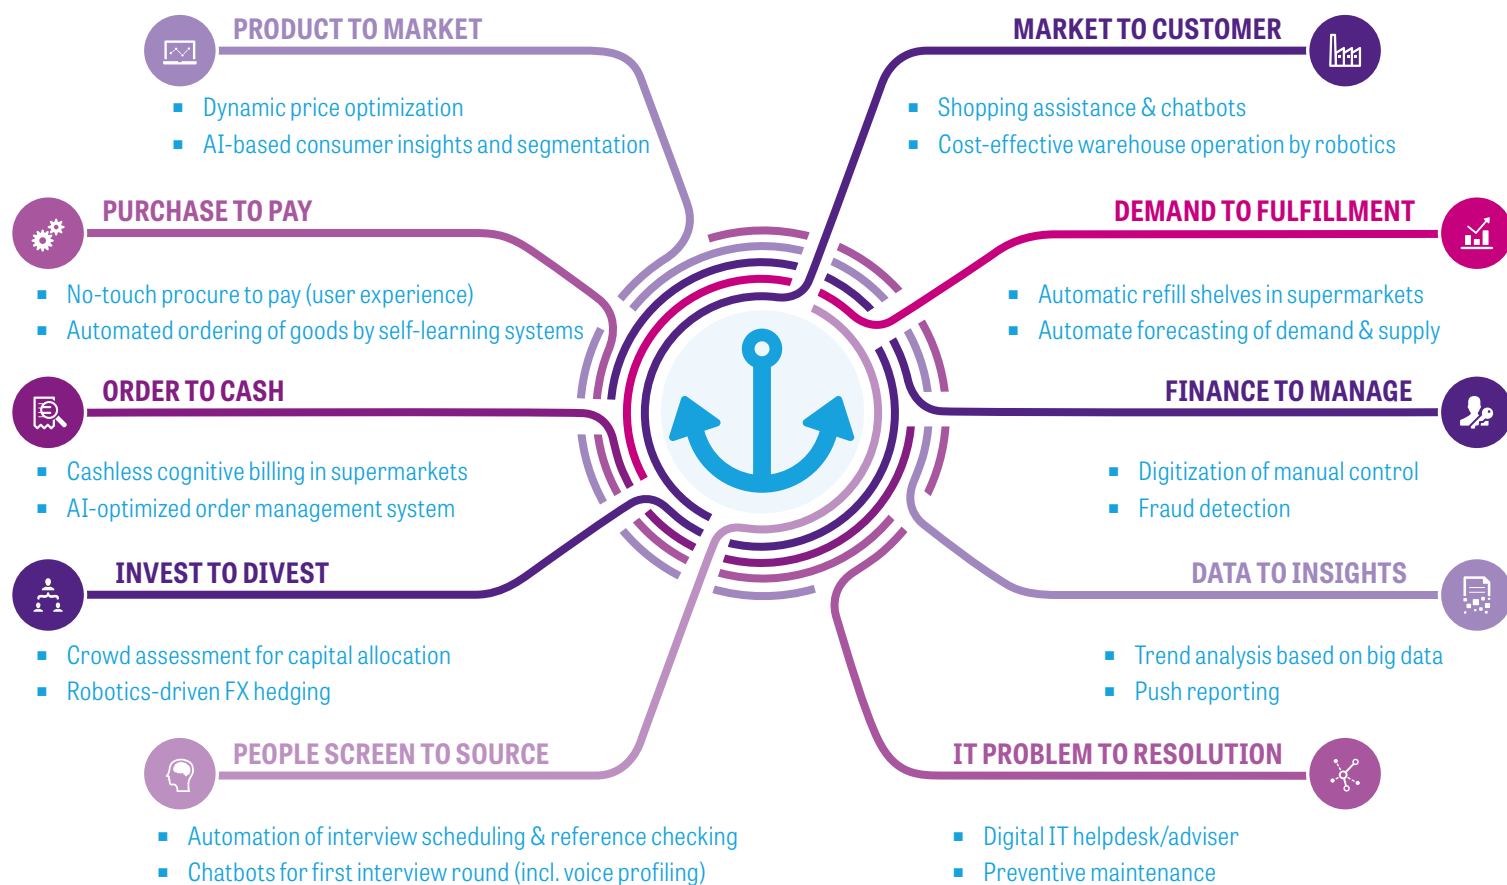 PRODUCT TO MARKET
Dynamic price optimization
AI-based consumer insights and segmentation
MARKET TO CUSTOMER
Shopping assistance & chatbots
Cost-effective warehouse operation by robotics
PURCHASE TO PAY
No-touch procure to pay (user experience)
Automated ordering of goods by self-learning systems
DEMAND TO FULFILLMENT
Automatic refill shelves in supermarkets
Automate forecasting of demand & supply
ORDER TO CASH
Cashless cognitive billing in supermarkets
AI-optimized order management system
FINANCE TO MANAGE
Digitization of manual control
Fraud detection
INVEST TO DIVEST
Crowd assessment for capital allocation
Robotics-driven FX hedging
DATA TO INSIGHTS
Trend analysis based on big data
Push reporting
PEOPLE SCREEN TO SOURCE
Automation of interview scheduling & reference checking
Chatbots for first interview round (incl. voice profiling)
IT PROBLEM TO RESOLUTION
Digital IT helpdesk/adviser
Preventive maintenance